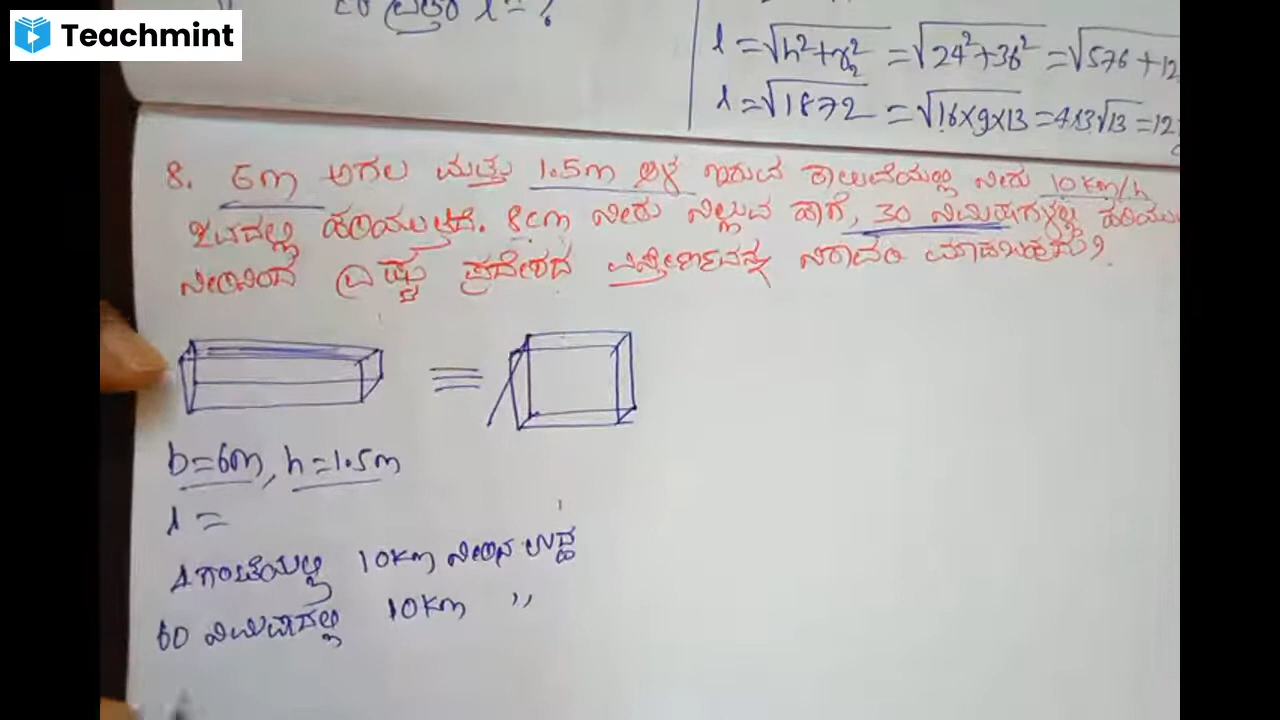 Teachmint
೭೦ ಪ್ರಶ್ನೆ l = ?
l = √h²+r₂² = √24²+36² = √576 + 12
l = √1872 = √16×9×13 = 4×3√13 = 12
8. 6m ಅಗಲ ಮತ್ತು 1.5m ಆಳ ಇರುವ ಕಾಲುವೆಯಲ್ಲಿ ನೀರು 10km/h
ಜವದಲ್ಲಿ ಹರಿಯುತ್ತಿದೆ. 8cm ನೀರು ನಿಲ್ಲುವ ಹಾಗೆ, 30 ನಿಮಿಷಗಳಲ್ಲಿ ಹರಿಯು
ನೀರಿನಿಂದ ಎಷ್ಟು ಪ್ರದೇಶದ ವಿಸ್ತೀರ್ಣವನ್ನು ನೀರಾವರಿ ಮಾಡಬಹುದು?
b=6m, h=1.5m
l =
1 ಗಂಟೆಯಲ್ಲಿ 10km ನೀರಿನ ಉದ್ದ
60 ನಿಮಿಷದಲ್ಲಿ 10km ,,